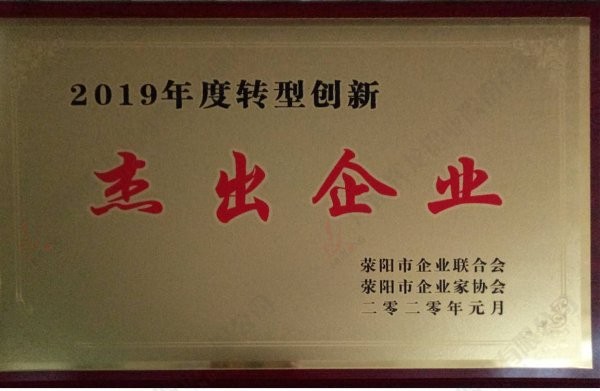 2019年度转型创新
杰出企业
荥阳市企业联合会
荥阳市企业家协会
二零二零年元月